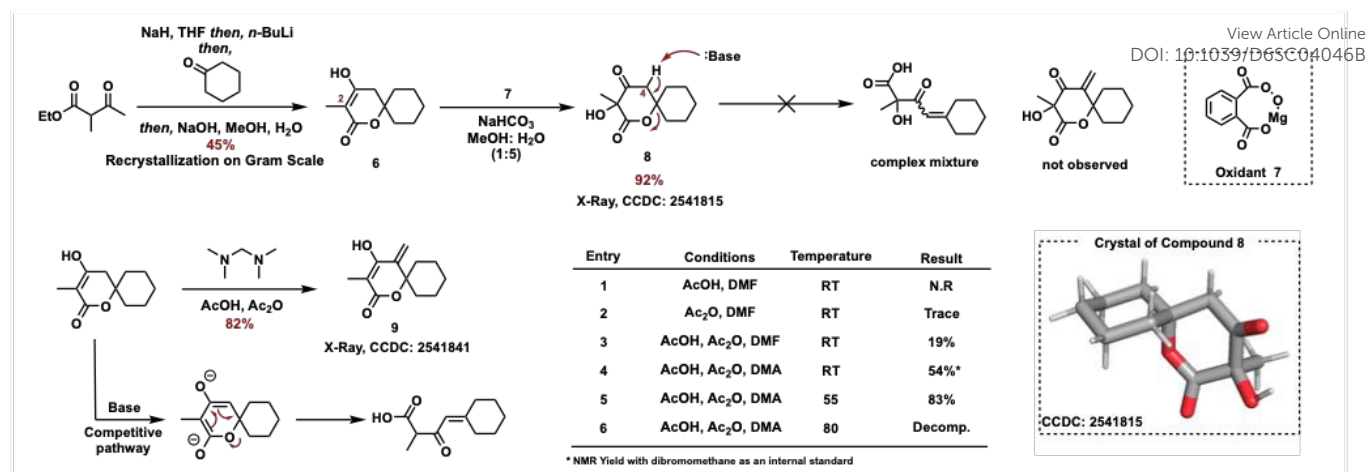 View Article Online
DOI: 10.1039/D6SC04046B
NaH, THF then, n-BuLi
then,
O
O O
EtO
then, NaOH, MeOH, H2O
45%
Recrystallization on Gram Scale
HO
2
O
O
6
7
NaHCO3
MeOH: H2O
(1:5)
O H :Base
4
HO
O
O
8
92%
X-Ray, CCDC: 2541815
OH
O
O
OH
complex mixture
O
HO
O
O
not observed
O
O
O
O
O
Mg
Oxidant 7
HO
O
O
N N
AcOH, Ac2O
82%
HO
O
O
9
X-Ray, CCDC: 2541841
Base
Competitive
pathway
O ⊖
⊖ O
O
HO
O
O
Entry Conditions Temperature Result
1 AcOH, DMF RT N.R
2 Ac2O, DMF RT Trace
3 AcOH, Ac2O, DMF RT 19%
4 AcOH, Ac2O, DMA RT 54%*
5 AcOH, Ac2O, DMA 55 83%
6 AcOH, Ac2O, DMA 80 Decomp.
* NMR Yield with dibromomethane as an internal standard
Crystal of Compound 8
CCDC: 2541815